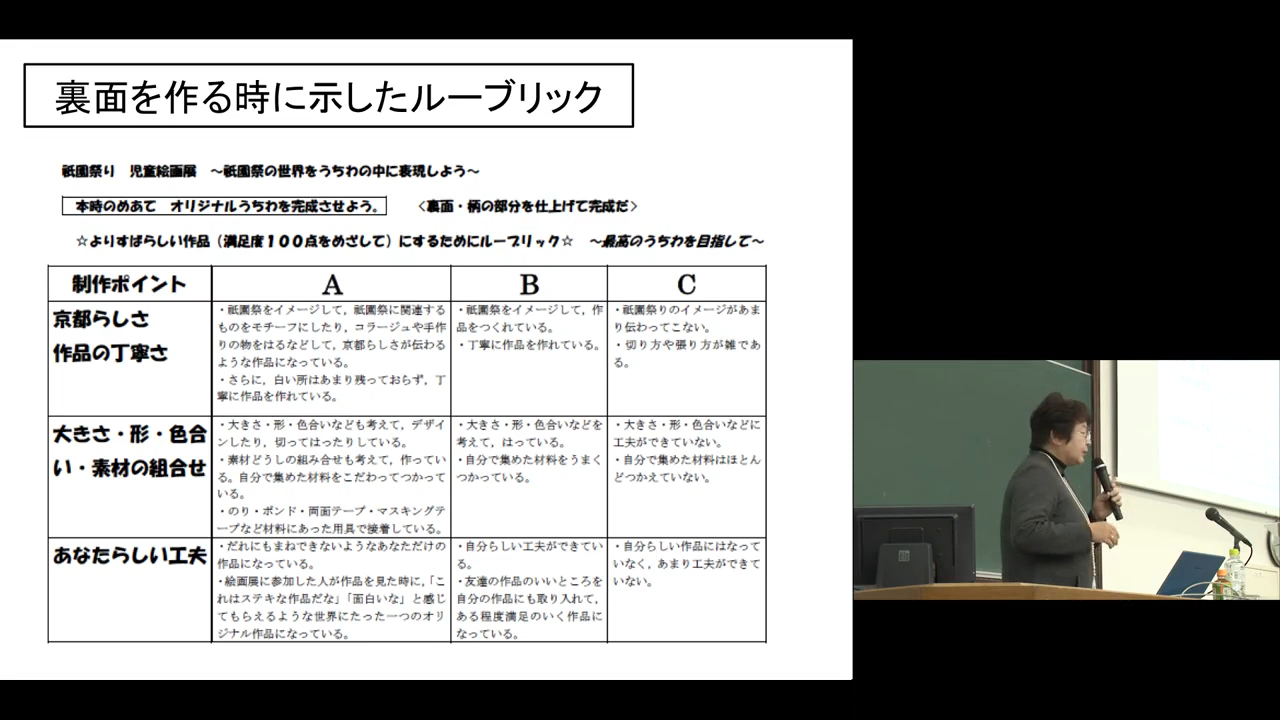 裏面を作る時に示したルーブリック
祇園祭り 児童絵画展 ～祇園祭の世界をうちわの中に表現しよう～
本時のめあて オリジナルうちわを完成させよう。 <裏面・柄の部分を仕上げて完成だ>
☆よりすばらしい作品（満足度１００点をめざして）にするためにルーブリック☆ ～最高のうちわを目指して～
制作ポイント
A
B
C
京都らしさ
作品の丁寧さ
・祇園祭をイメージして，祇園祭に関連する
ものをモチーフにしたり，コラージュや手作
りの物をはるなどして，京都らしさが伝わる
ような作品になっている。
・さらに，白い所はあまり残っておらず，丁
寧に作品を作れている。
・祇園祭をイメージして，作
品をつくれている。
・丁寧に作品を作れている。
・祇園祭りのイメージがあま
り伝わってこない。
・切り方や張り方が雑であ
る。
大きさ・形・色合
い・素材の組合せ
・大きさ・形・色合いなども考えて，デザイ
ンしたり，切ってはったりしている。
・素材どうしの組み合せも考えて，作ってい
る。自分で集めた材料をこだわってつかって
いる。
・のり・ボンド・両面テープ・マスキングテ
ープなど材料にあった用具で接着している。
・大きさ・形・色合いなどを
考えて，はっている。
・自分で集めた材料をうまく
つかっている。
・大きさ・形・色合いなどに
工夫ができていない。
・自分で集めた材料はほとん
どつかえていない。
あなたらしい工夫
・だれにもまねできないようなあなただけの
作品になっている。
・絵画展に参加した人が作品を見た時に，「こ
れはステキな作品だな」「面白いな」と感じ
てもらえるような世界にたった一つのオリ
ジナル作品になっている。
・自分らしい工夫ができてい
る。
・友達の作品のいいところを
自分の作品にも取り入れて，
ある程度満足のいく作品に
なっている。
・自分らしい作品にはなって
いなく，あまり工夫ができて
いない。